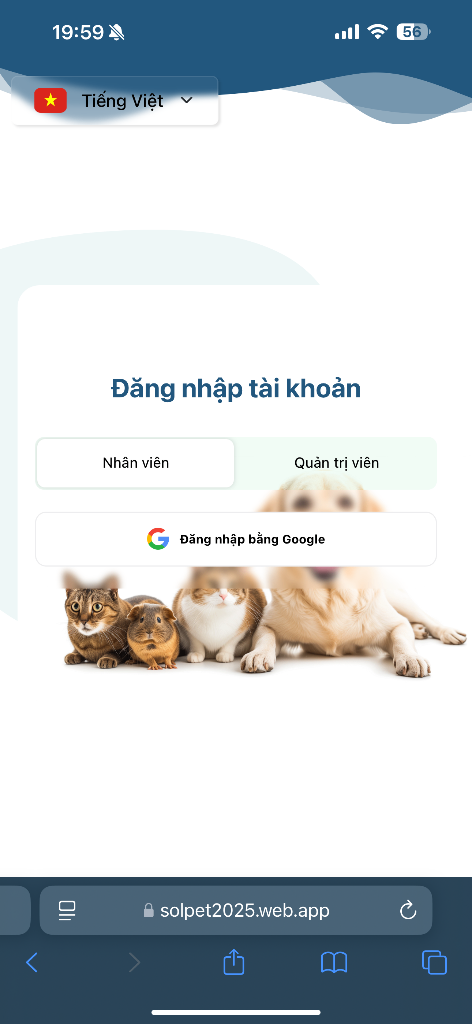 19:59
56
Tiếng Việt
Đăng nhập tài khoản
Nhân viên
Quản trị viên
Đăng nhập bằng Google
solpet2025.web.app